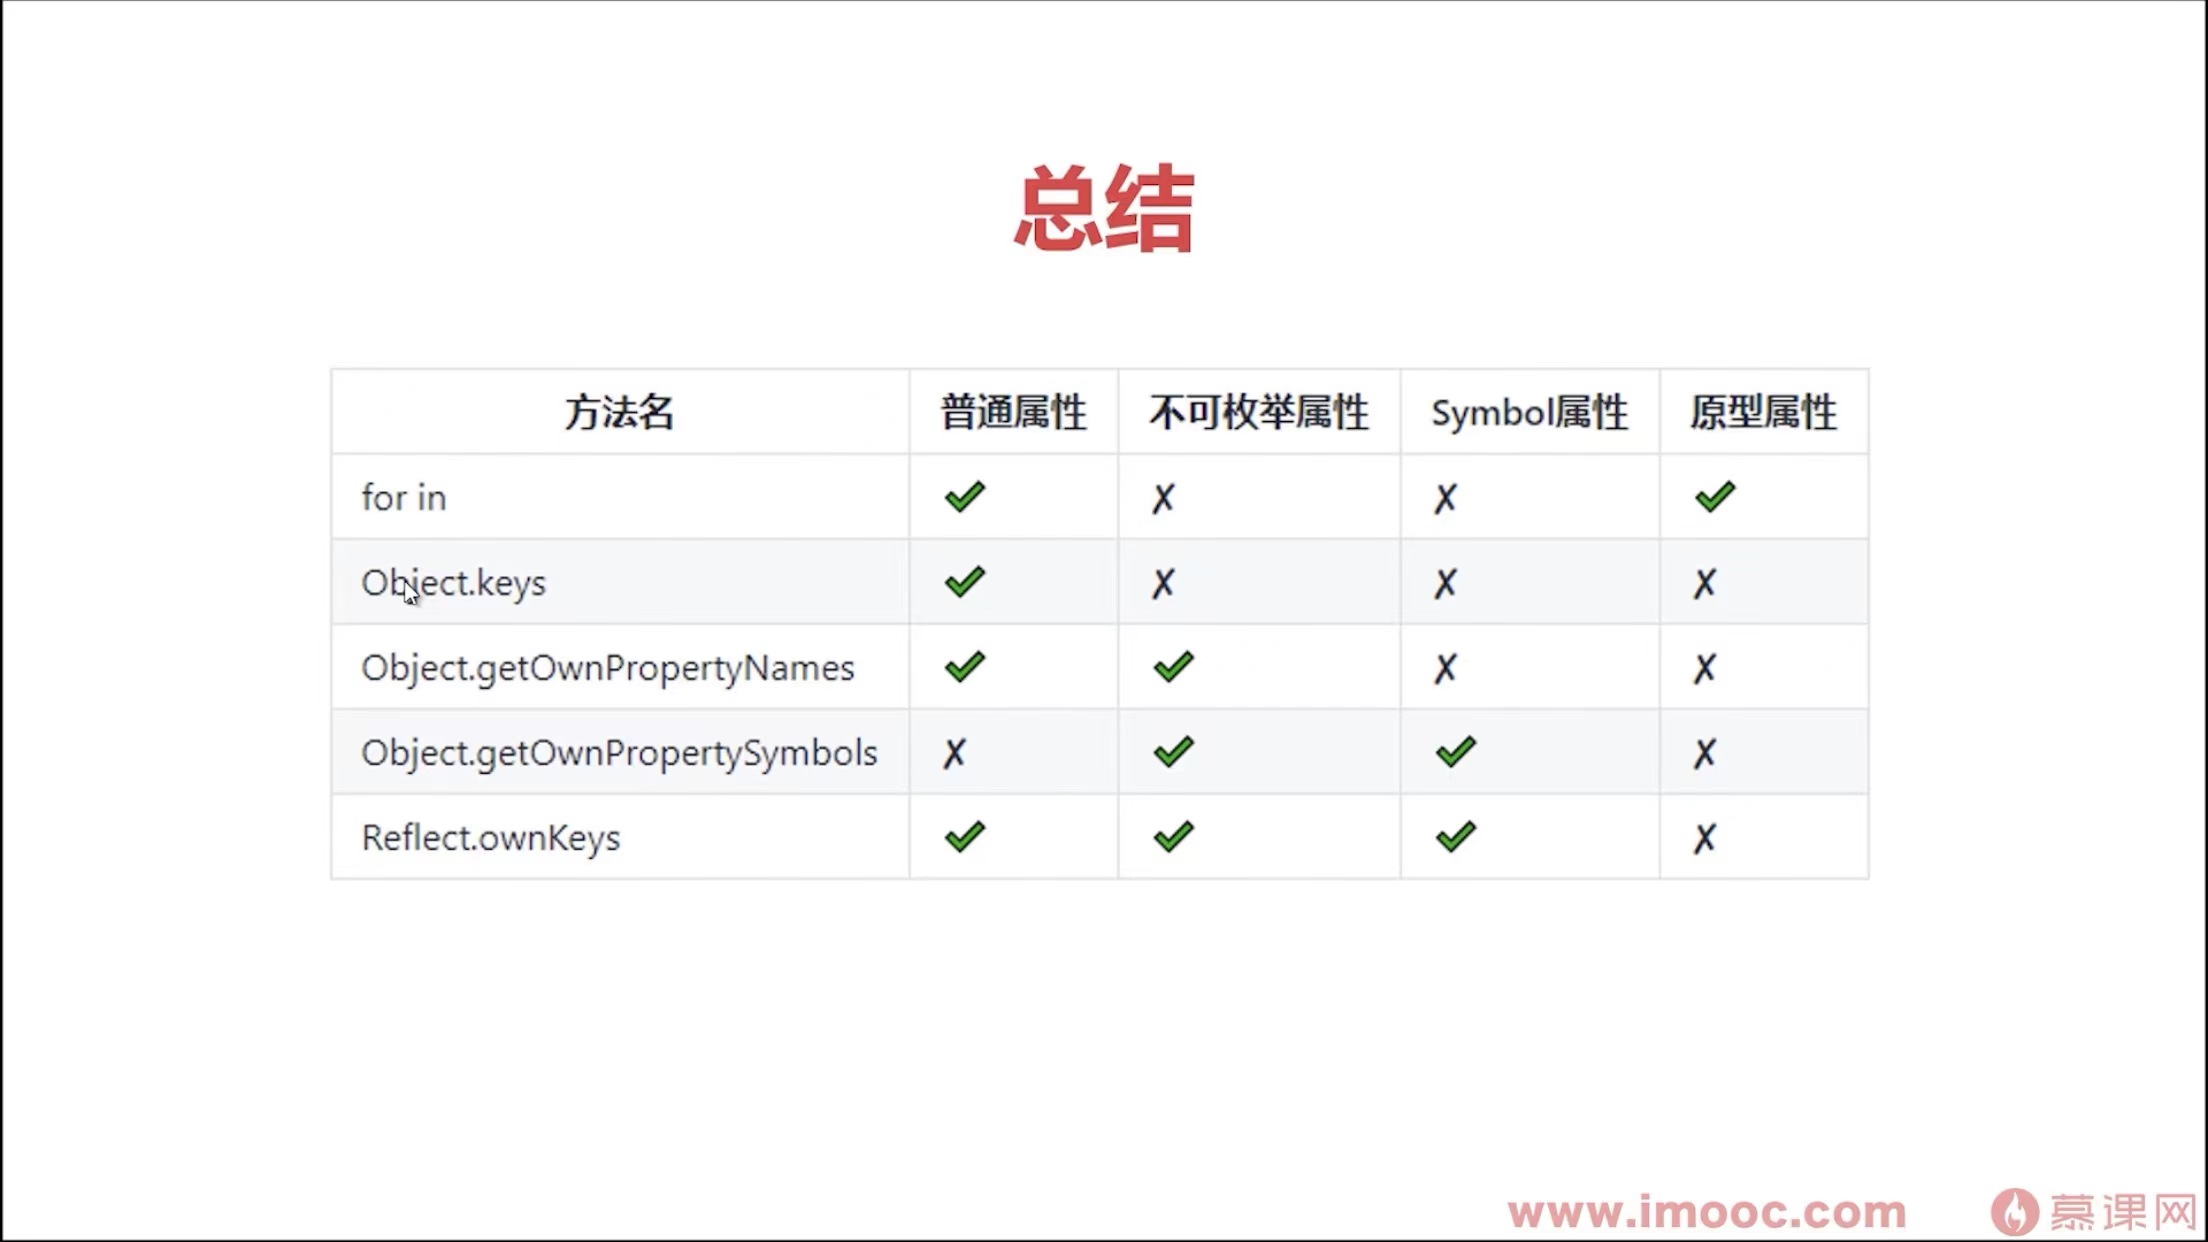 总结
方法名 普通属性 不可枚举属性 Symbol属性 原型属性
for in ✔ ✗ ✗ ✔
Object.keys ✔ ✗ ✗ ✗
Object.getOwnPropertyNames ✔ ✔ ✗ ✗
Object.getOwnPropertySymbols ✗ ✔ ✔ ✗
Reflect.ownKeys ✔ ✔ ✔ ✗
www.imooc.com 慕课网